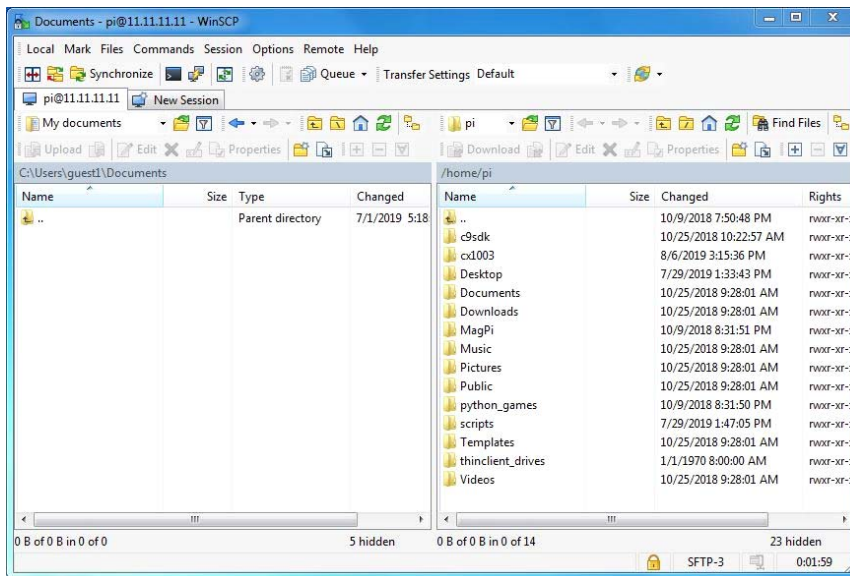 Documents - pi@11.11.11.11 - WinSCP
Local Mark Files Commands Session Options Remote Help
Synchronize Queue Transfer Settings Default
pi@11.11.11.11 New Session
My documents pi Find Files
Upload Edit Properties Download Edit Properties
C:\Users\guest1\Documents /home/pi
Name Size Type Changed Name Size Changed Rights
.. Parent directory 7/1/2019 5:18 .. 10/9/2018 7:50:48 PM rwxr-xr-
c9sdk 10/25/2018 10:22:57 AM rwxr-xr-
cx1003 8/6/2019 3:15:36 PM rwxr-xr-
Desktop 7/29/2019 1:33:43 PM rwxr-xr-
Documents 10/25/2018 9:28:01 AM rwxr-xr-
Downloads 10/25/2018 9:28:01 AM rwxr-xr-
MagPi 10/9/2018 8:31:51 PM rwxr-xr-
Music 10/25/2018 9:28:01 AM rwxr-xr-
Pictures 10/25/2018 9:28:01 AM rwxr-xr-
Public 10/25/2018 9:28:01 AM rwxr-xr-
python_games 10/9/2018 8:31:50 PM rwxr-xr-
scripts 7/29/2019 1:47:05 PM rwxr-xr-
Templates 10/25/2018 9:28:01 AM rwxr-xr-
thinclient_drives 1/1/1970 8:00:00 AM rwxr-xr-
Videos 10/25/2018 9:28:01 AM rwxr-xr-
0 B of 0 B in 0 of 0 5 hidden 0 B of 0 B in 0 of 14 23 hidden
SFTP-3 0:01:59